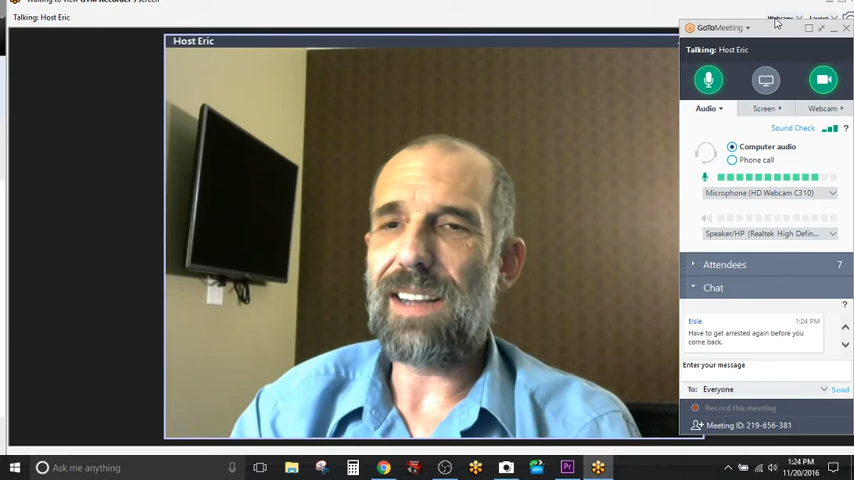 Talking: Host Eric
Host Eric
GoToMeeting
Talking: Host Eric
Audio
Screen
Webcam
Sound Check
?
Computer audio
Phone call
Microphone (HD Webcam C310)
Speaker/HP (Realtek High Defin...
Attendees 7
Chat
?
Elsie 1:24 PM
Have to get arrested again before you
come back.
Enter your message
To: Everyone Send
Record this meeting
Meeting ID: 219-656-381
Ask me anything
Pr
1:24 PM
11/20/2016